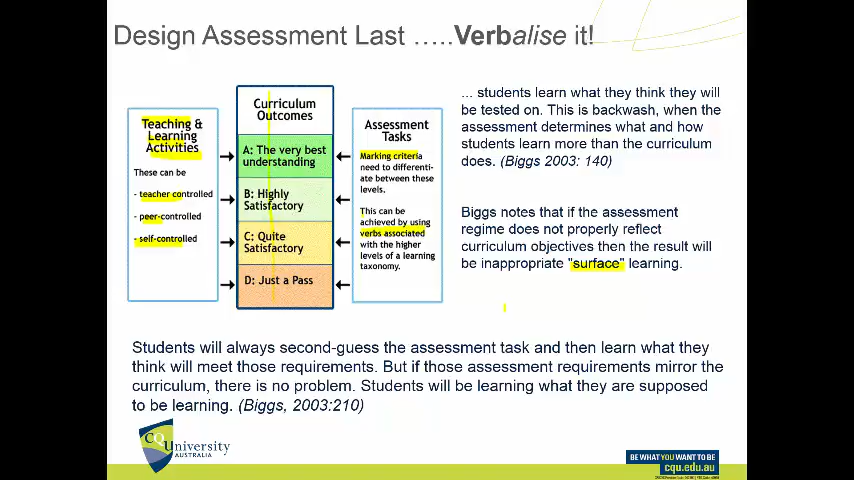 Design Assessment Last .....Verbalise it!
Teaching &
Learning
Activities
These can be
- teacher controlled
- peer-controlled
- self-controlled
Curriculum
Outcomes
A: The very best
understanding
B: Highly
Satisfactory
C: Quite
Satisfactory
D: Just a Pass
Assessment
Tasks
Marking criteria
need to differenti-
ate between these
levels.
This can be
achieved by using
verbs associated
with the higher
levels of a learning
taxonomy.
... students learn what they think they will
be tested on. This is backwash, when the
assessment determines what and how
students learn more than the curriculum
does. (Biggs 2003: 140)
Biggs notes that if the assessment
regime does not properly reflect
curriculum objectives then the result will
be inappropriate "surface" learning.
Students will always second-guess the assessment task and then learn what they
think will meet those requirements. But if those assessment requirements mirror the
curriculum, there is no problem. Students will be learning what they are supposed
to be learning. (Biggs, 2003:210)
CQUniversity
AUSTRALIA
BE WHAT YOU WANT TO BE
cqu.edu.au